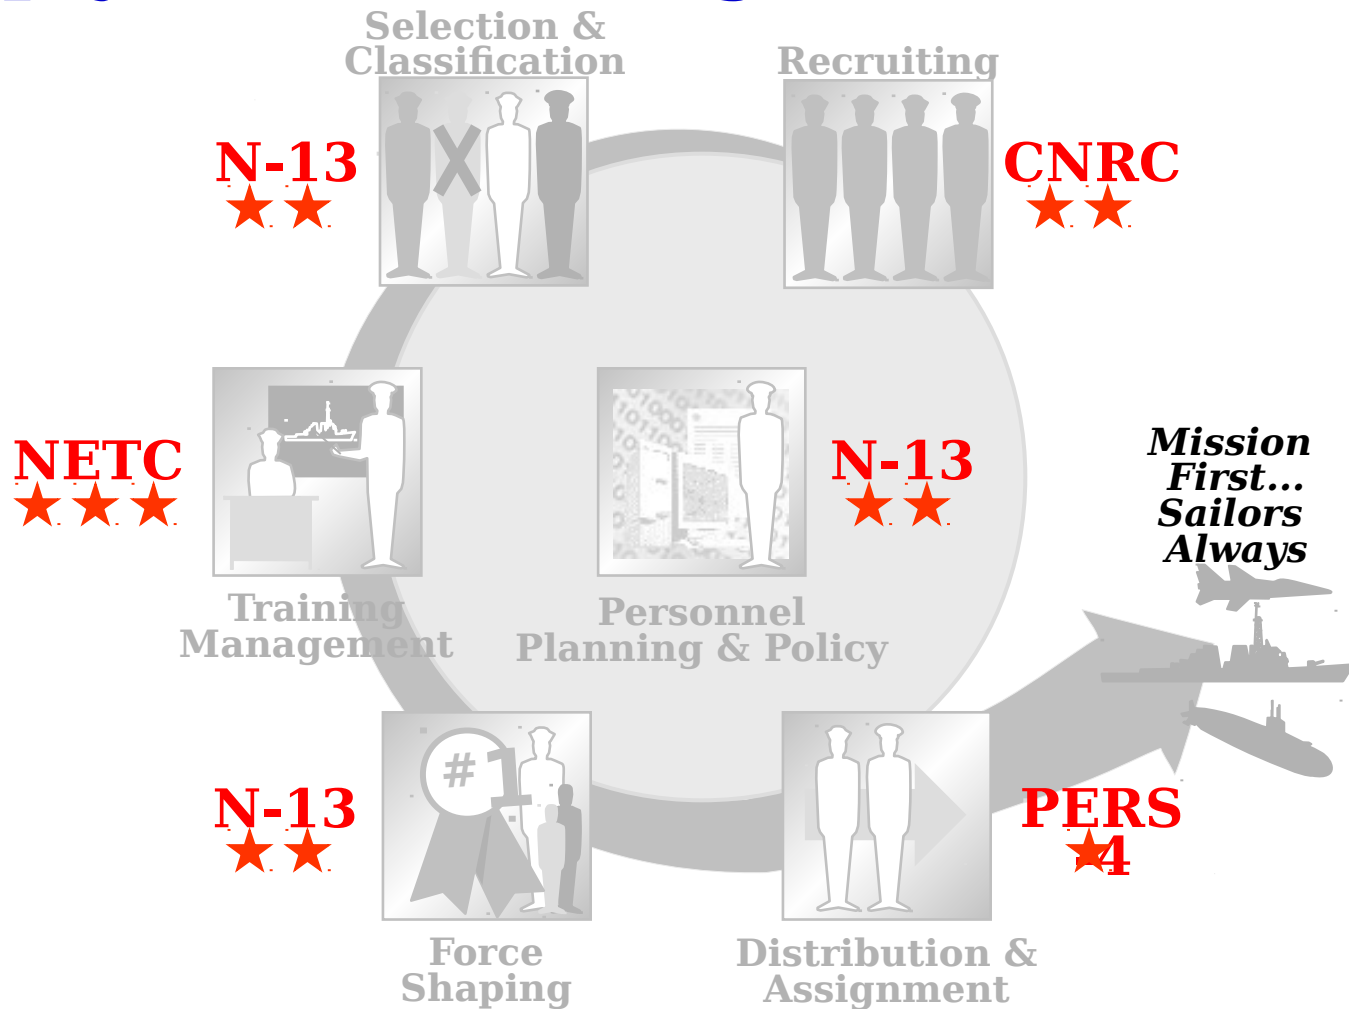 Selection &
Classification
Recruiting
N-13
CNRC
NETC
N-13
Mission
First...
Sailors
Always
Training
Management
Personnel
Planning & Policy
#1
N-13
PERS
-4
Force
Shaping
Distribution &
Assignment